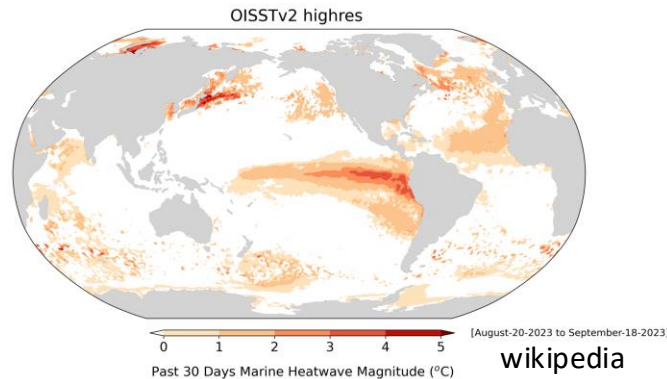 OISSTv2 highres
[August-20-2023 to September-18-2023]
0 1 2 3 4 5
wikipedia
Past 30 Days Marine Heatwave Magnitude (°C)